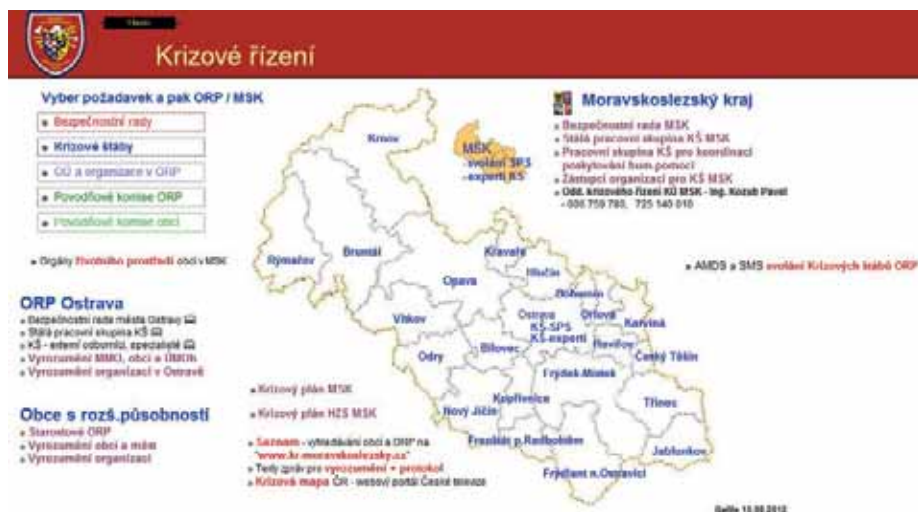 Krizové řízení
Vyber požadavek a pak ORP / MSK
Bezpečnostní rady
Krizové štáby
OÚ a organizace v ORP
Povodňové komise ORP
Povodňové komise obcí
Orgány životního prostředí obcí v MSK
ORP Ostrava
Bezpečnostní rada města Ostravy
Stálá pracovní skupina KŠ
KŠ - externí odborníci, specialisté
Vyrozumění MMO, obcí a ÚMOb
Vyrozumění organizací v Ostravě
Obce s rozš.působností
Starostové ORP
Vyrozumění obcí a měst
Vyrozumění organizací
Krnov
MSK
-svolání SPS
-experti KŠ
Rýmařov
Bruntál
Opava
Kravaře
Hlučín
Bohumín
Ostrava
KŠ-SPS
KŠ-experti
Orlová
Karviná
Havířov
Český Těšín
Vítkov
Odry
Bílovec
Frýdek-Místek
Třinec
Nový Jičín
Kopřivnice
Frenštát p.Radhoštěm
Jablunkov
Frýdlant n.Ostravicí
Krizový plán MSK
Krizový plán HZS MSK
Seznam - vyhledávání obcí a ORP na
"www.kr-moravskoslezsky.cz"
Texty zpráv pro vyrozumění + protokol
Krizová mapa ČR - webový portál České televize
Moravskoslezský kraj
Bezpečnostní rada MSK
Stálá pracovní skupina KŠ MSK
Pracovní skupina KŠ pro koordinaci
poskytování hum.pomoci
Zástupci organizací pro KŠ MSK
Odd. krizového řízení KÚ MSK - Ing. Kozub Pavel
725 140 010
AMDS a SMS svolání Krizových štábů ORP